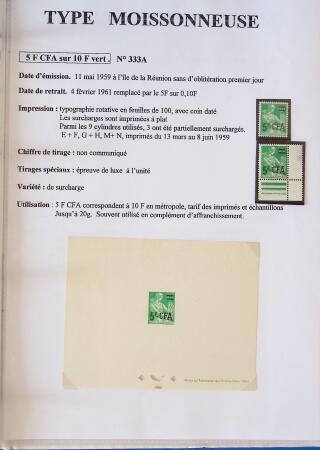 TYPE MOISSONNEUSE
5 F CFA sur 10 F vert . N° 333A
Date d'émission. 11 mai 1959 à l'île de la Réunion sans d'oblitération premier jour
Date de retrait. 4 février 1961 remplacé par le 5F sur 0,10F
Impression : typographie rotative en feuilles de 100, avec coin daté
Les surcharges sont imprimées à plat
Parmi les 9 cylindres utilisés, 3 ont été partiellement surchargés.
E + F, G + H, M+ N, imprimés du 13 mars au 8 juin 1959
Chiffre de tirage : non communiqué
Tirages spéciaux : épreuve de luxe à l'unité
Variété : de surcharge
Utilisation : 5 F CFA correspondent à 10 F en métropole, tarif des imprimés et échantillons
Jusqu'à 20g. Souvent utilisé en complément d'affranchissement.
5F CFA
5F CFA
5F CFA